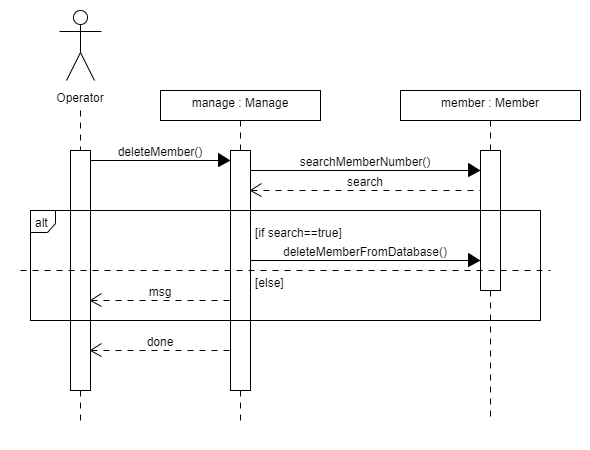 Operator
manage : Manage
member : Member
deleteMember()
searchMemberNumber()
search
alt
[if search==true]
deleteMemberFromDatabase()
[else]
msg
done